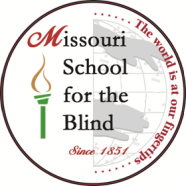 Missouri
School
for the
Blind
Since 1851
The world is at our fingertips